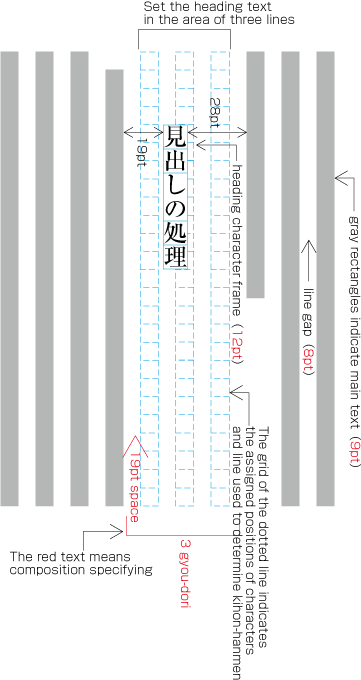 Set the heading text
in the area of three lines
28pt
19pt
見出しの処理
heading character frame（12pt）
line gap（8pt）
gray rectangles indicate main text（9pt）
The grid of the dotted line indicates
the assigned positions of characters
and line used to determine kihon-hanmen
19pt space
3 gyou-dori
The red text means
composition specifying